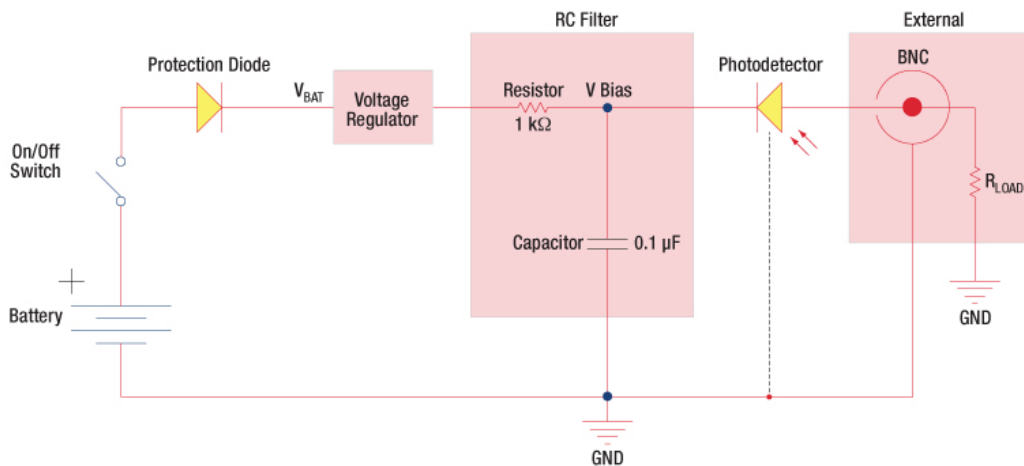 RC Filter
External
Protection Diode
Photodetector
BNC
V_BAT
Voltage
Regulator
Resistor
V Bias
1 kΩ
On/Off
Switch
R_LOAD
Capacitor
0.1 µF
+
Battery
GND
GND